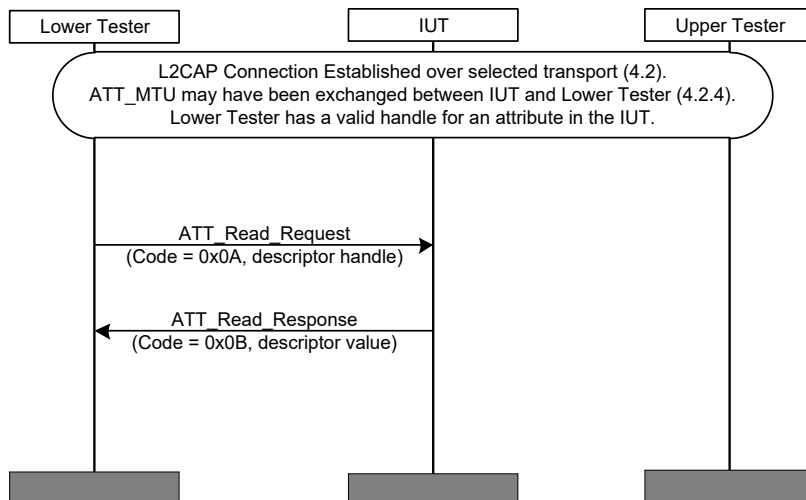 Lower Tester
IUT
Upper Tester
L2CAP Connection Established over selected transport (4.2).
ATT_MTU may have been exchanged between IUT and Lower Tester (4.2.4).
Lower Tester has a valid handle for an attribute in the IUT.
ATT_Read_Request
(Code = 0x0A, descriptor handle)
ATT_Read_Response
(Code = 0x0B, descriptor value)